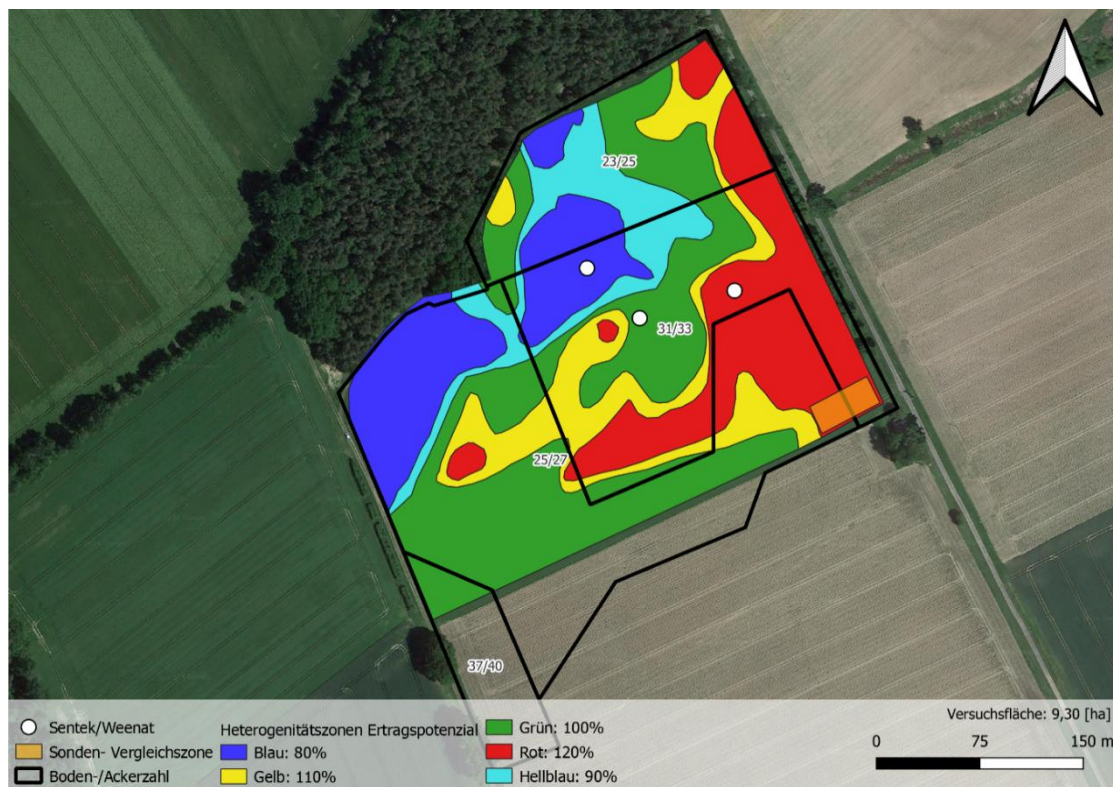 23/25
31/33
25/27
37/40
Sentek/Weenat
Sonden- Vergleichszone
Boden-/Ackerzahl
Heterogenitätszonen Ertragspotenzial
Blau: 80%
Gelb: 110%
Grün: 100%
Rot: 120%
Hellblau: 90%
Versuchsfläche: 9,30 [ha]
0 75 150 m